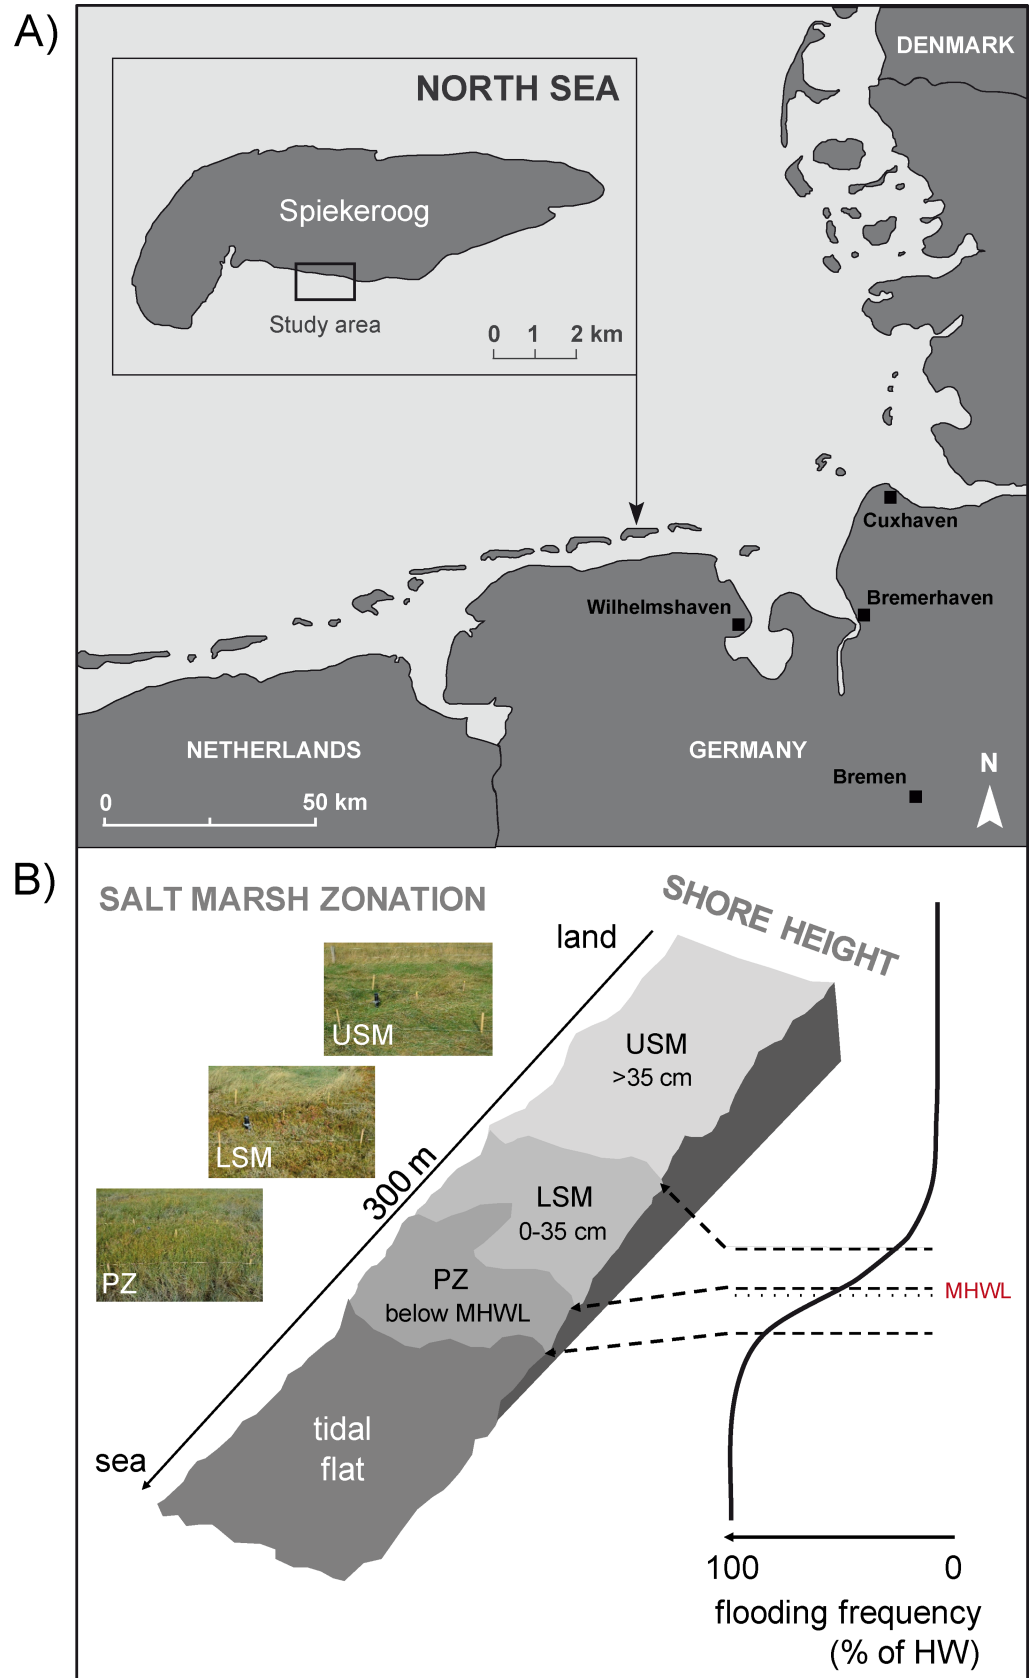 A)
DENMARK
NORTH SEA
Spiekeroog
Study area
0 1 2 km
Cuxhaven
Bremerhaven
Wilhelmshaven
NETHERLANDS
GERMANY
N
Bremen
0 50 km
B)
SALT MARSH ZONATION
SHORE HEIGHT
land
USM
USM
>35 cm
LSM
300 m
LSM
0-35 cm
PZ
PZ
below MHWL
MHWL
tidal
flat
sea
100 0
flooding frequency
(% of HW)